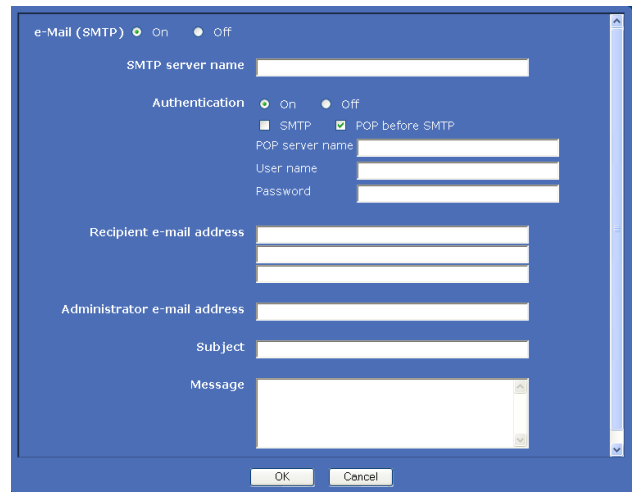 e-Mail (SMTP) On Off
SMTP server name
Authentication On Off
SMTP POP before SMTP
POP server name
User name
Password
Recipient e-mail address
Administrator e-mail address
Subject
Message
OK Cancel